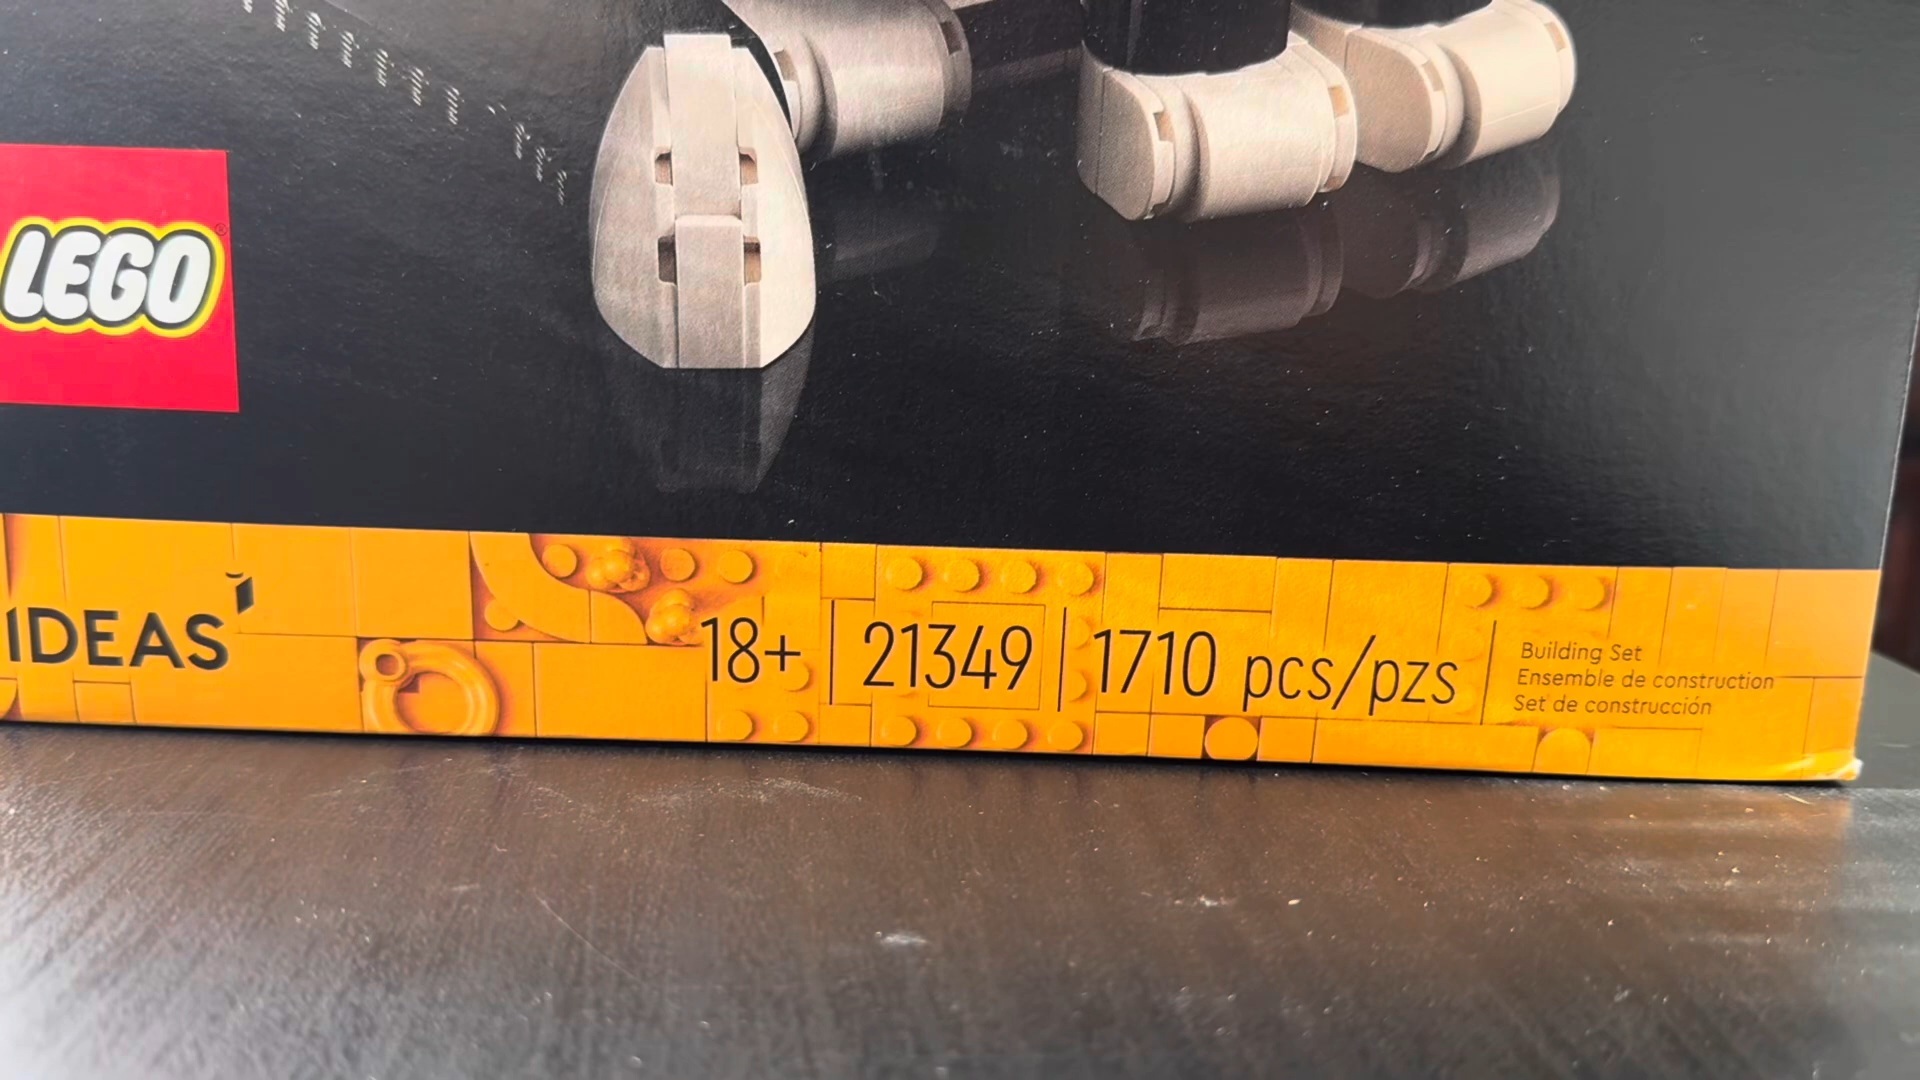 LEGO®
IDEAS
18+ | 21349 | 1710 pcs/pzs
Building Set
Ensemble de construction
Set de construcción